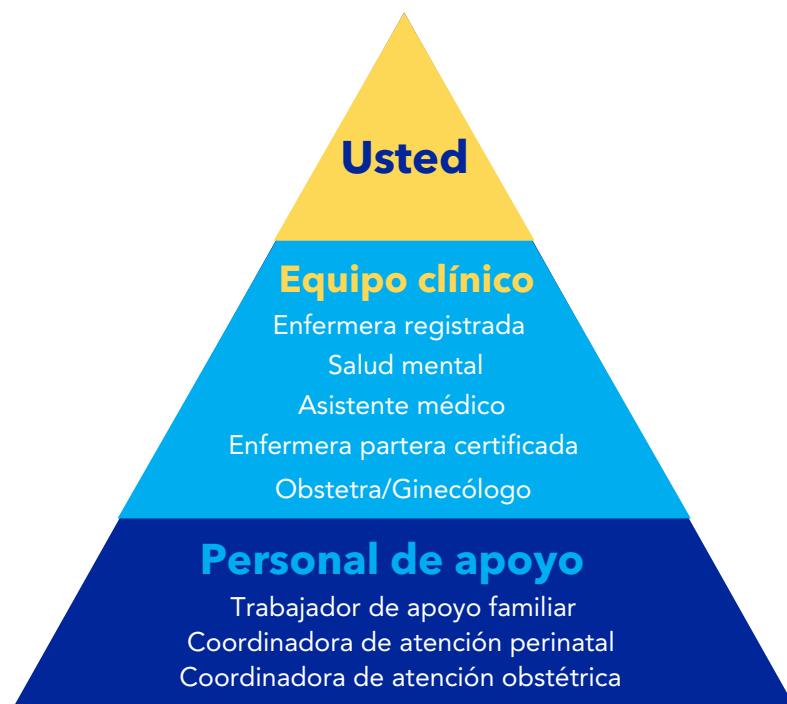 Usted
Equipo clínico
Enfermera registrada
Salud mental
Asistente médico
Enfermera partera certificada
Obstetra/Ginecólogo
Personal de apoyo
Trabajador de apoyo familiar
Coordinadora de atención perinatal
Coordinadora de atención obstétrica